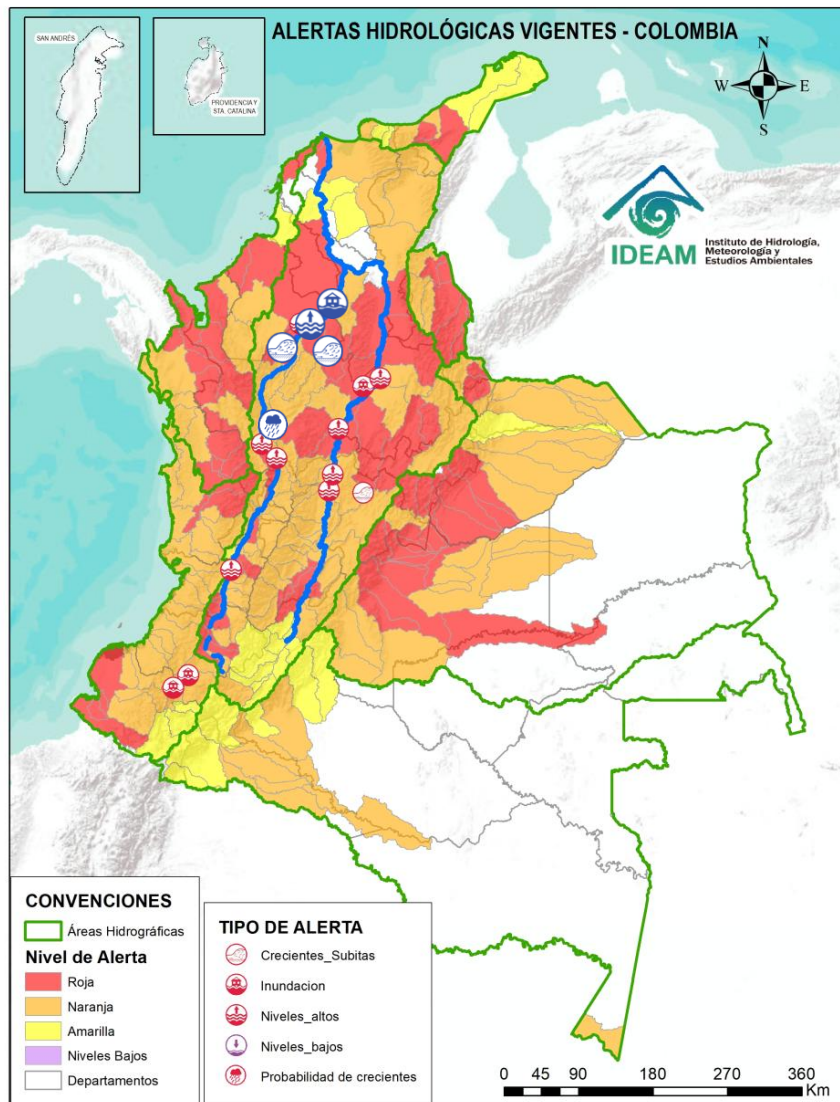 ALERTAS HIDROLÓGICAS VIGENTES - COLOMBIA
SAN ANDRÉS
PROVIDENCIA Y
STA. CATALINA
N
W E
S
IDEAM
Instituto de Hidrología,
Meteorología y
Estudios Ambientales
CONVENCIONES
Áreas Hidrográficas
Nivel de Alerta
Roja
Naranja
Amarilla
Niveles Bajos
Departamentos
TIPO DE ALERTA
Crecientes_Subitas
Inundacion
Niveles_altos
Niveles_bajos
Probabilidad de crecientes
0 45 90 180 270 360
Km